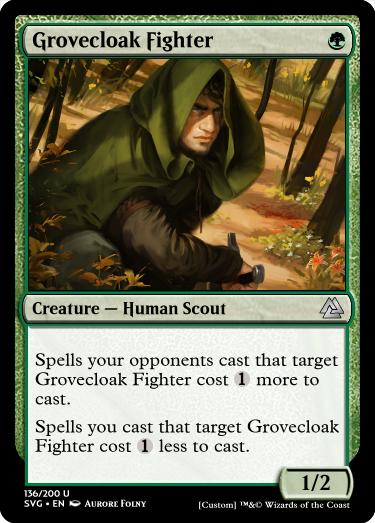 Grovecloak Fighter
Creature — Human Scout
Spells your opponents cast that target
Grovecloak Fighter cost 1 more to
cast.
Spells you cast that target Grovecloak
Fighter cost 1 less to cast.
1/2
136/200 U
SVG • EN Aurore Folny
[Custom] ™&© Wizards of the Coast